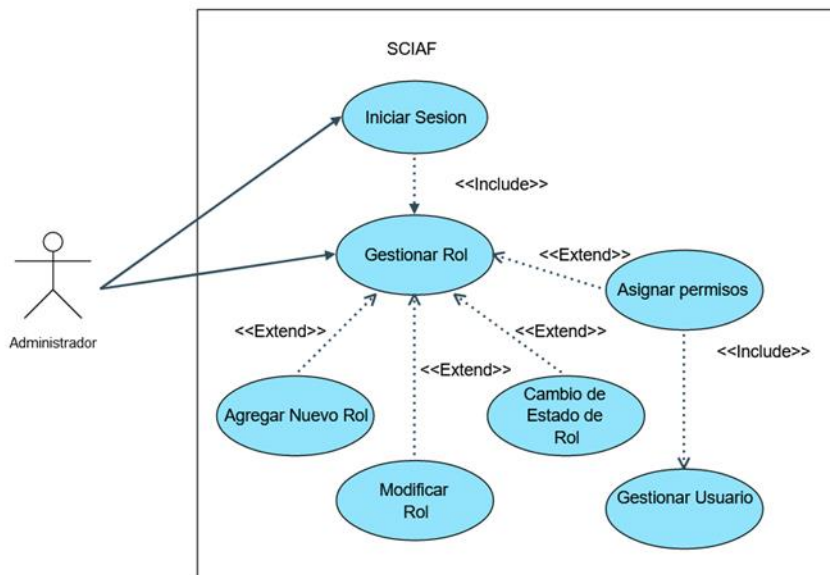 SCIAF
Iniciar Sesion
<<Include>>
Gestionar Rol
<<Extend>>
Asignar permisos
Administrador
<<Extend>>
<<Extend>>
<<Include>>
<<Extend>>
Agregar Nuevo Rol
Cambio de
Estado de
Rol
Modificar
Rol
Gestionar Usuario